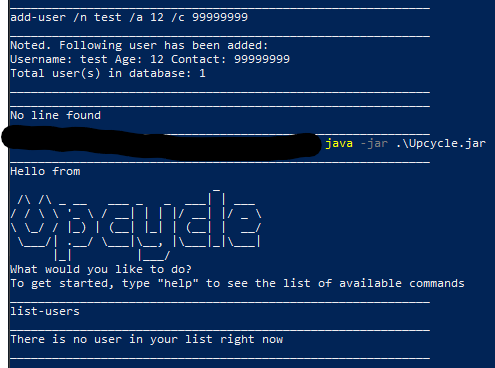 add-user /n test /a 12 /c 99999999
Noted. Following user has been added:
Username: test Age: 12 Contact: 99999999
Total user(s) in database: 1
No line found
java -jar .\Upcycle.jar
Hello from
Upcycle
What would you like to do?
To get started, type "help" to see the list of available commands
list-users
There is no user in your list right now